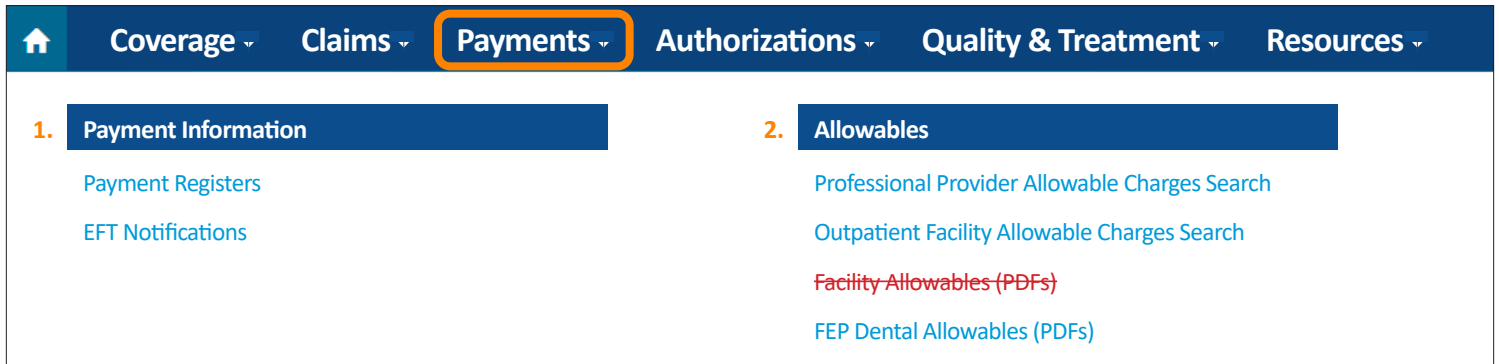 Coverage Claims Payments Authorizations Quality & Treatment Resources
1. Payment Information
Payment Registers
EFT Notifications
2. Allowables
Professional Provider Allowable Charges Search
Outpatient Facility Allowable Charges Search
Facility Allowables (PDFs)
FEP Dental Allowables (PDFs)